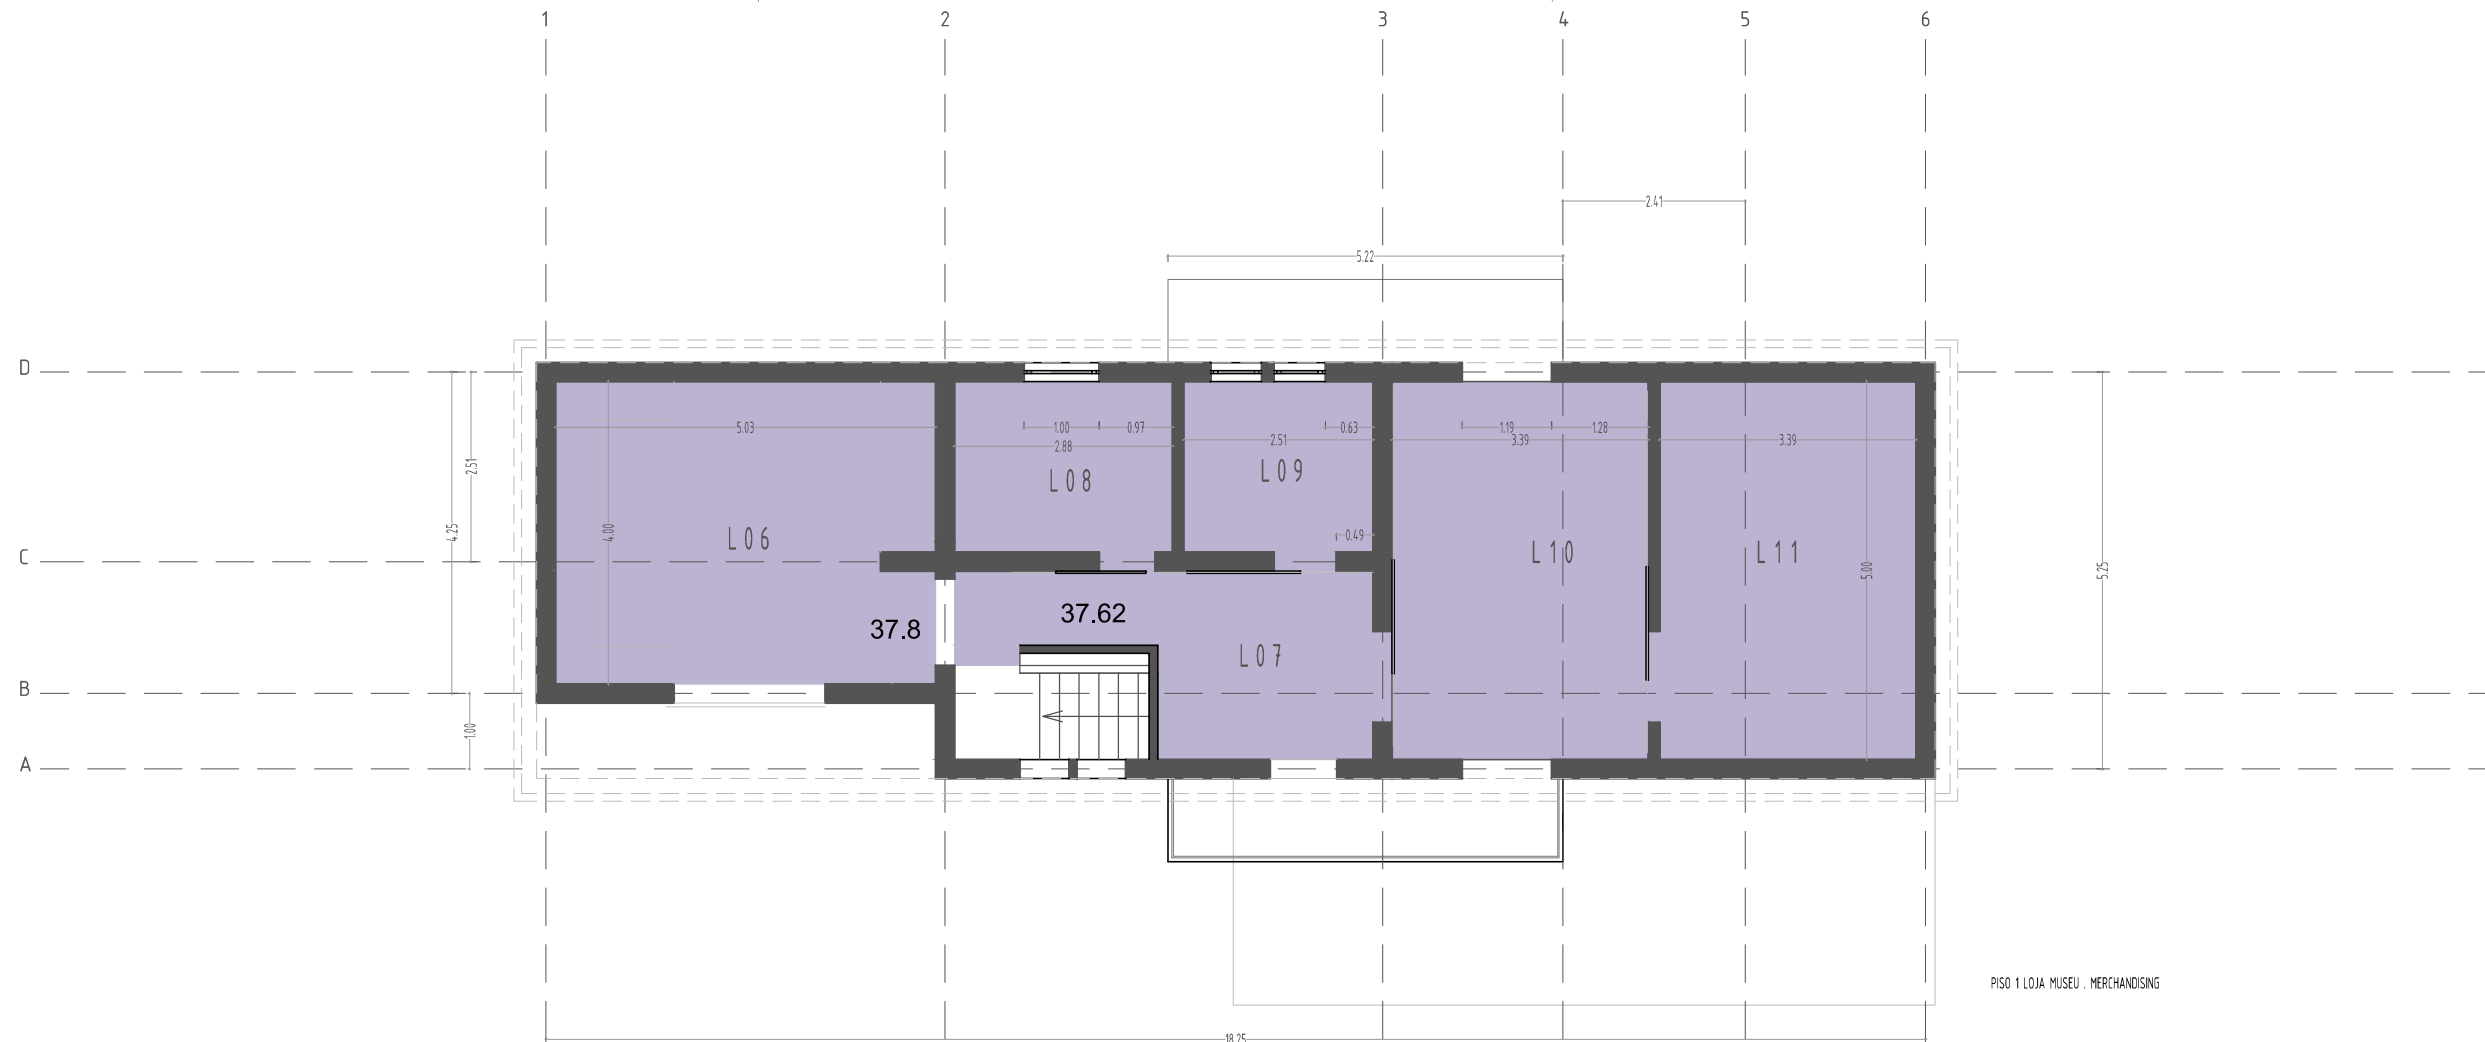 1 2 3 4 5 6
2.41
5.22
D
5.03 1.00 0.97 0.63 1.19 1.28
2.88 2.51 3.39 3.39
2.51
L08 L09
4.25 4.00 0.49
L06 L10 L11
C
5.00 5.25
37.8 37.62
L07
B
1.00
A
PISO 1 LOJA MUSEU . MERCHANDISING
18.25